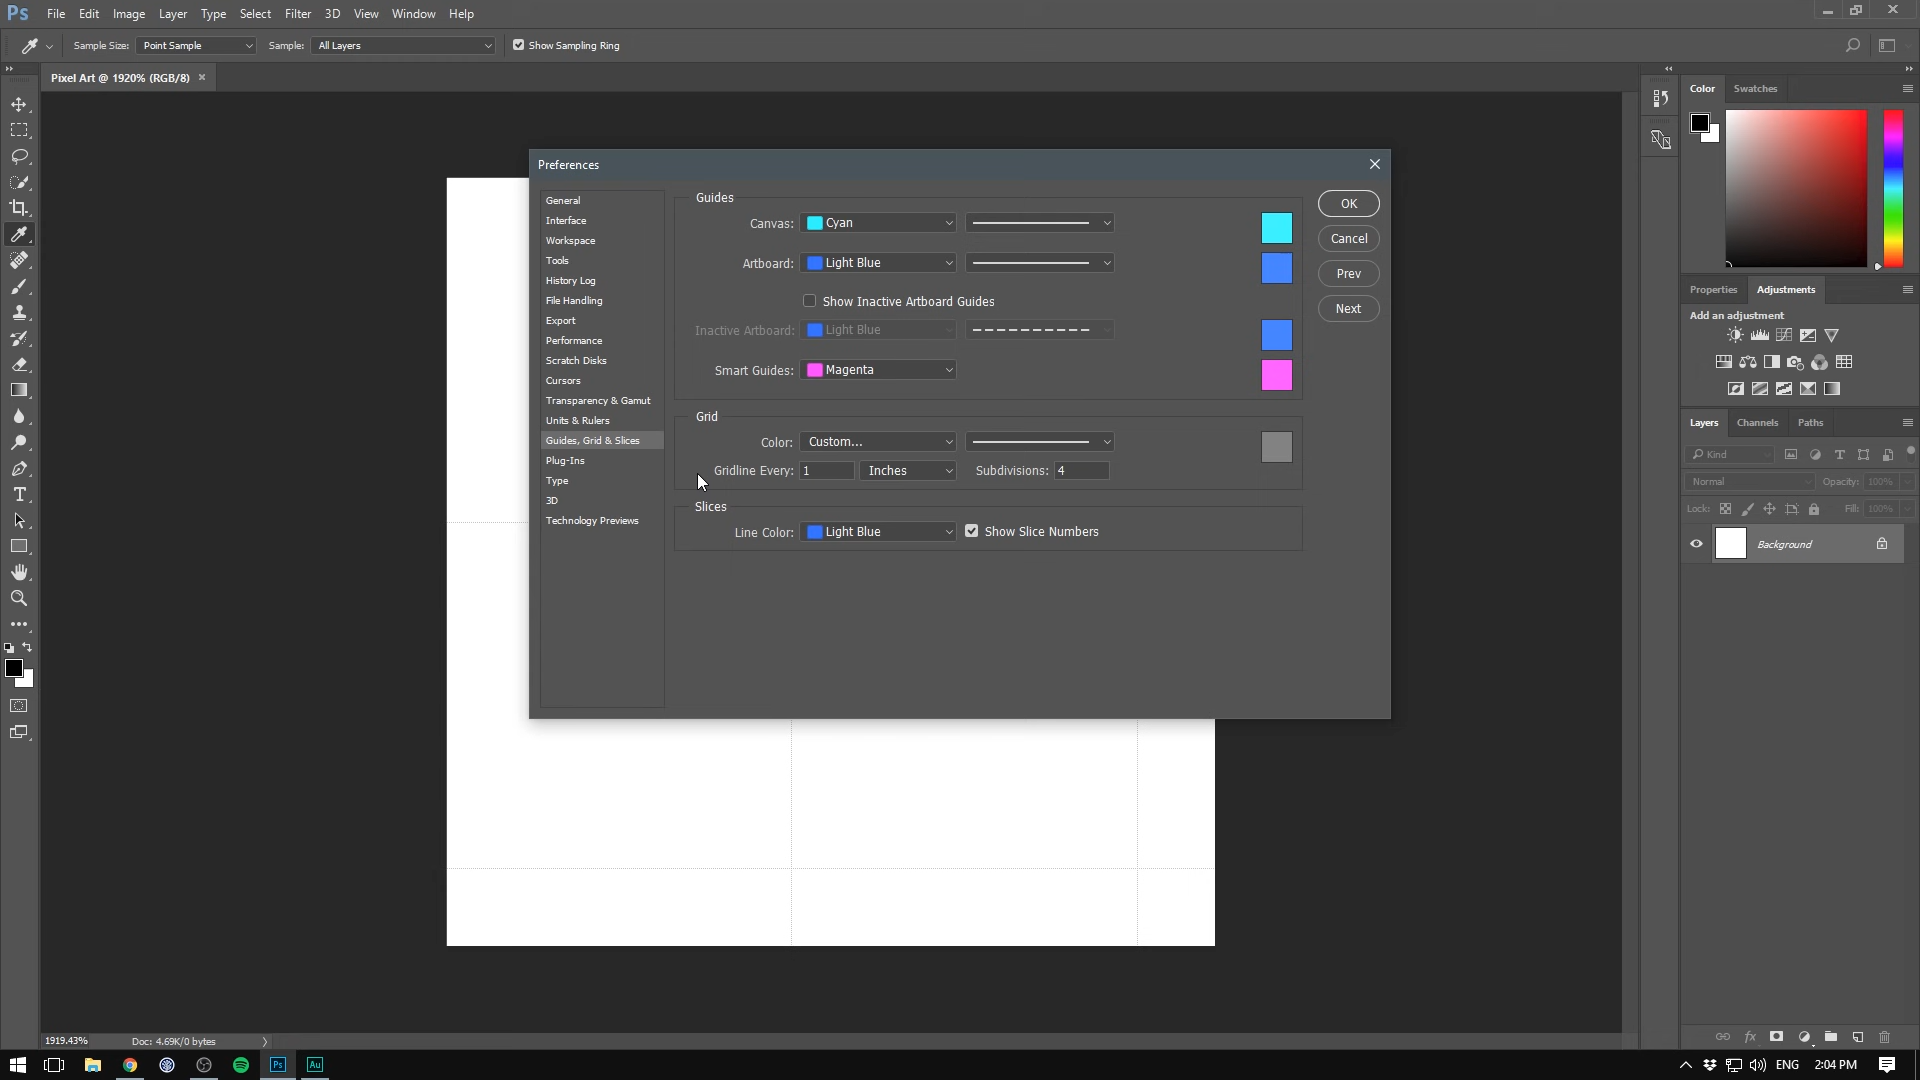 Ps File Edit Image Layer Type Select Filter 3D View Window Help
Sample Size: Point Sample Sample: All Layers Show Sampling Ring
Pixel Art @ 1920% (RGB/8)
Preferences
General
Interface
Workspace
Tools
History Log
File Handling
Export
Performance
Scratch Disks
Cursors
Transparency & Gamut
Units & Rulers
Guides, Grid & Slices
Plug-Ins
Type
3D
Technology Previews
Guides
Canvas: Cyan
Artboard: Light Blue
Show Inactive Artboard Guides
Inactive Artboard: Light Blue
Smart Guides: Magenta
Grid
Color: Custom...
Gridline Every: 1 Inches Subdivisions: 4
Slices
Line Color: Light Blue Show Slice Numbers
OK
Cancel
Prev
Next
Color Swatches
Properties Adjustments
Add an adjustment
Layers Channels Paths
Kind
Normal Opacity: 100%
Lock: Fill: 100%
Background
fx
1919.43% Doc: 4.69K/0 bytes
Ps Au ENG 2:04 PM